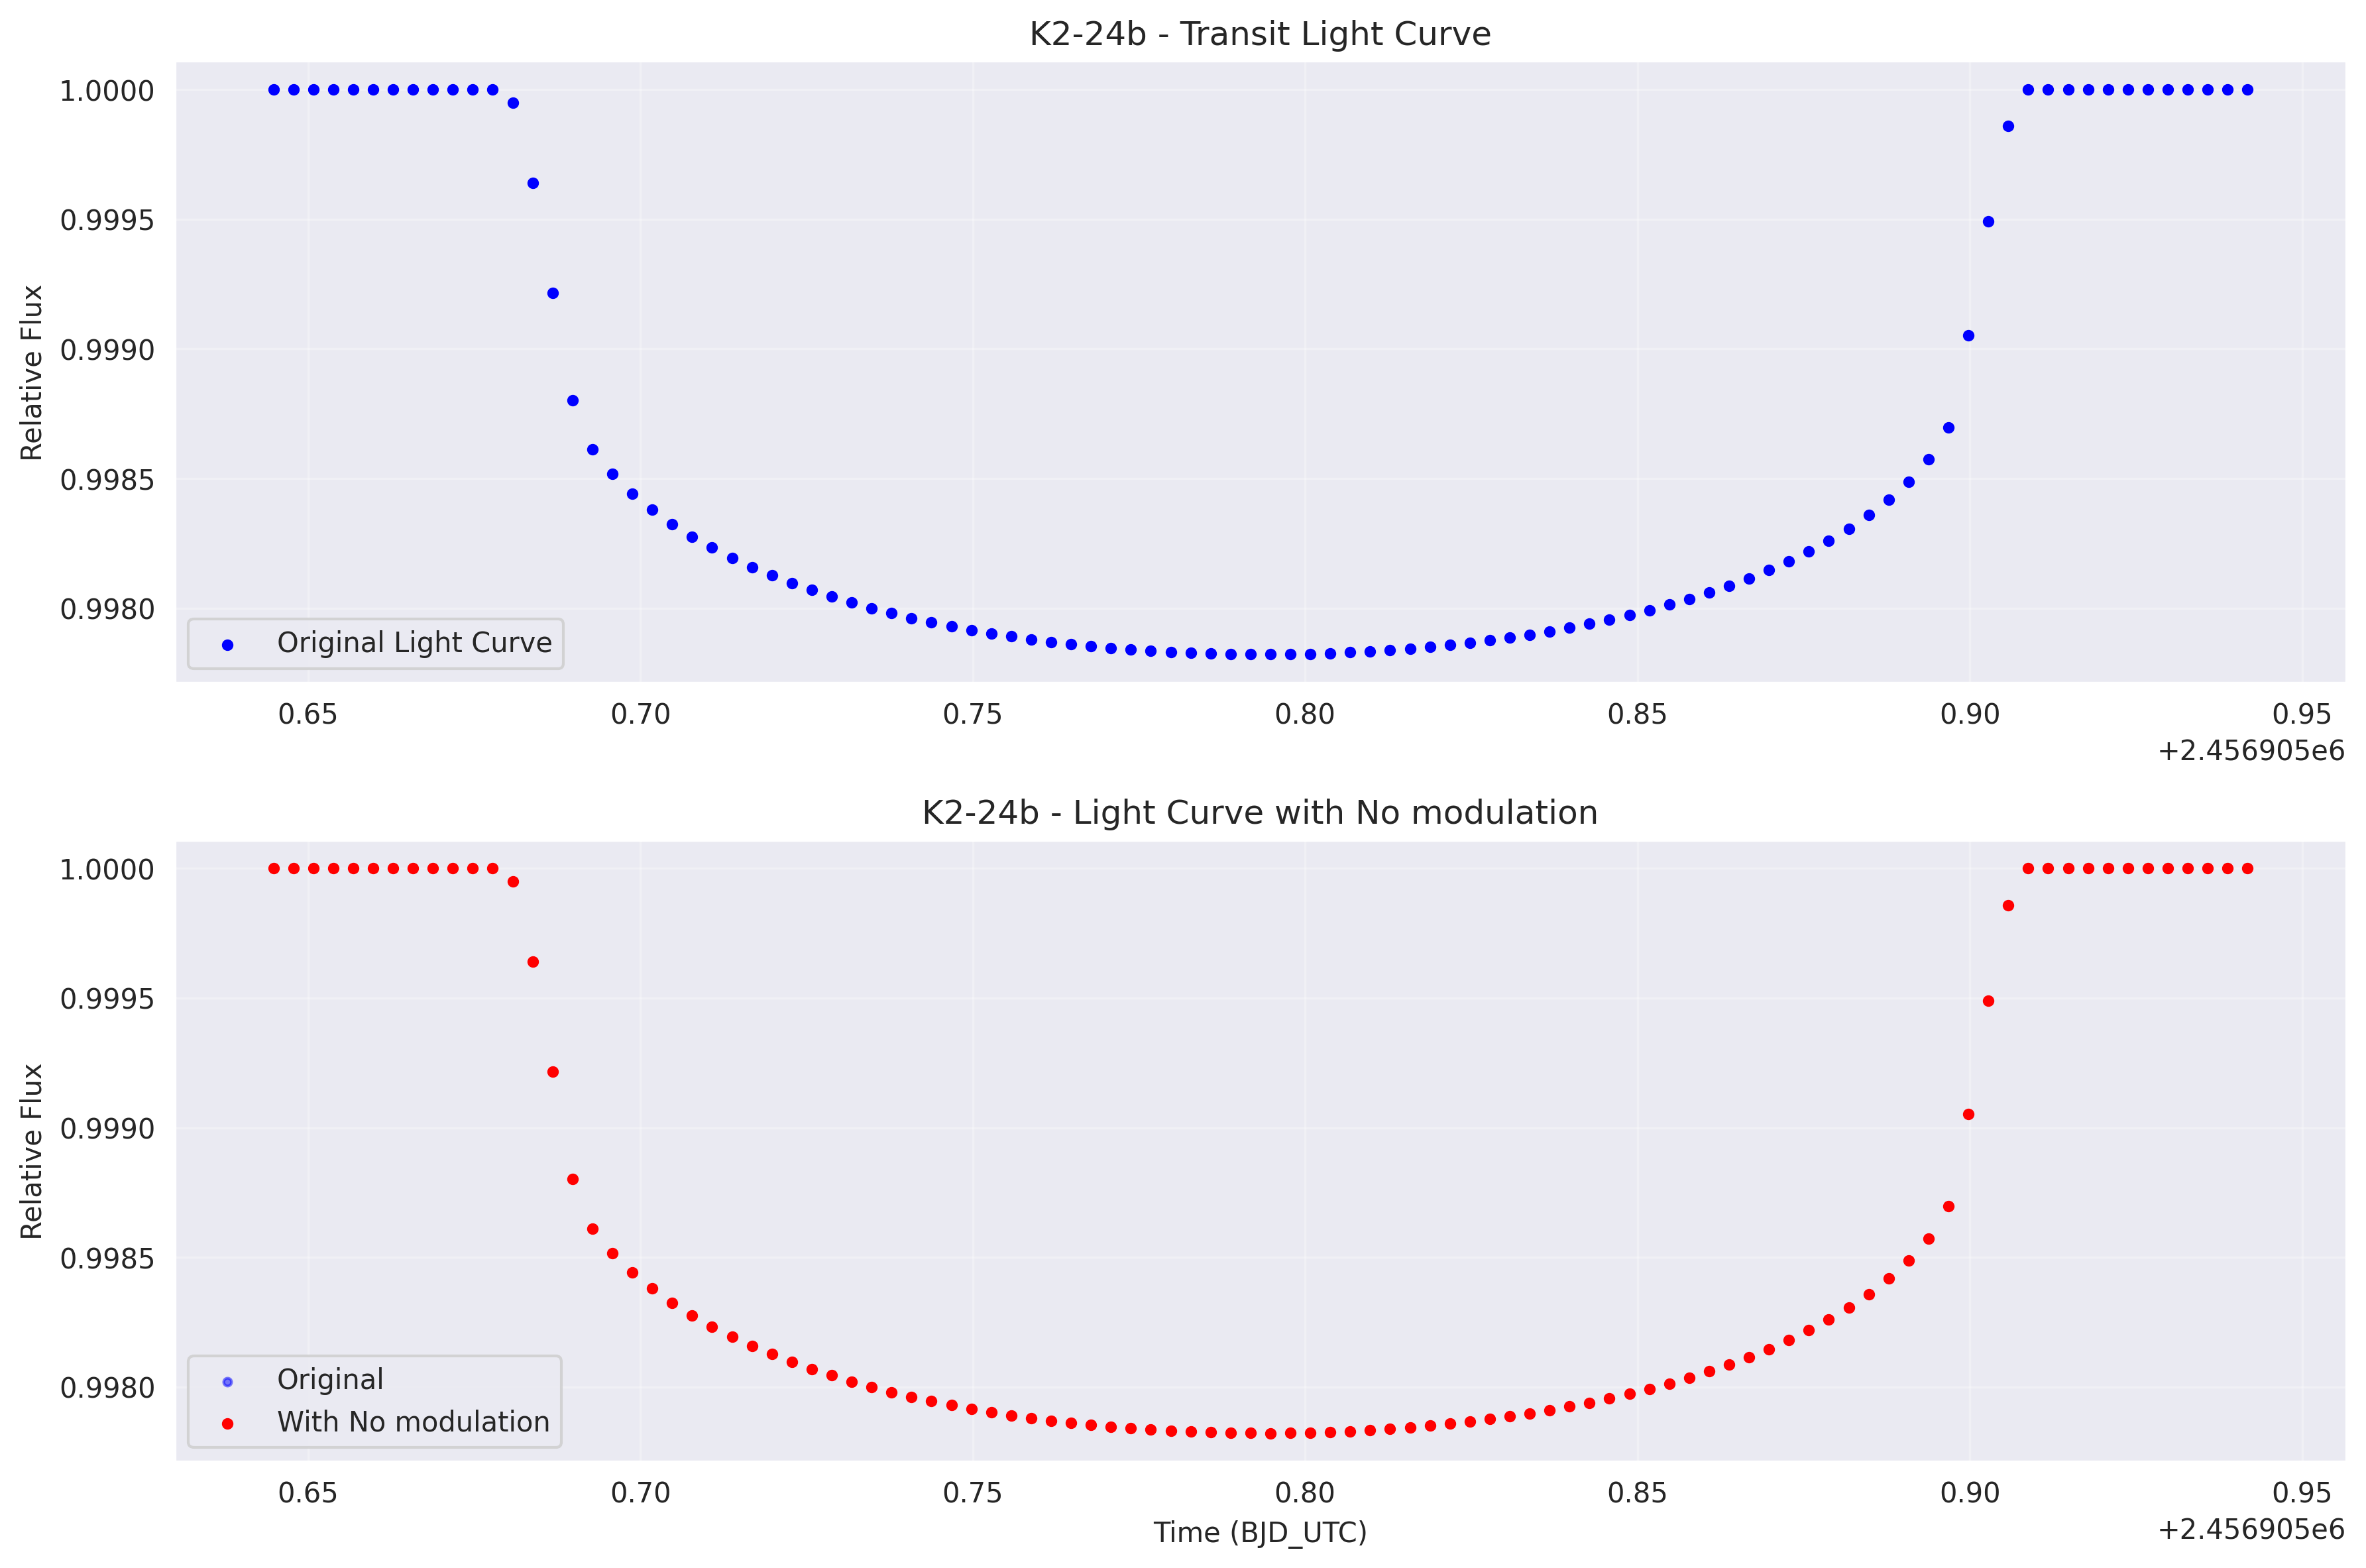 K2-24b - Transit Light Curve
1.0000
0.9995
0.9990
0.9985
0.9980
Relative Flux
Original Light Curve
0.65 0.70 0.75 0.80 0.85 0.90 0.95
+2.456905e6
K2-24b - Light Curve with No modulation
1.0000
0.9995
0.9990
0.9985
0.9980
Relative Flux
Original
With No modulation
0.65 0.70 0.75 0.80 0.85 0.90 0.95
Time (BJD_UTC)
+2.456905e6